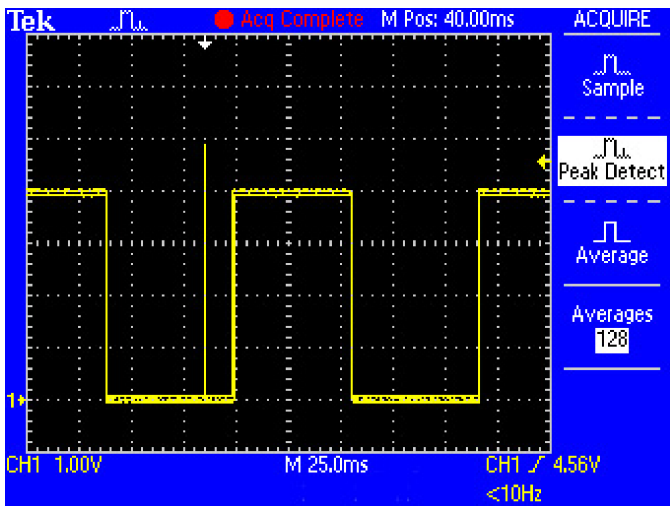 Tek Acq Complete M Pos: 40.00ms ACQUIRE
Sample
Peak Detect
Average
Averages
128
1
CH1 1.00V M 25.0ms CH1 4.56V
<10Hz